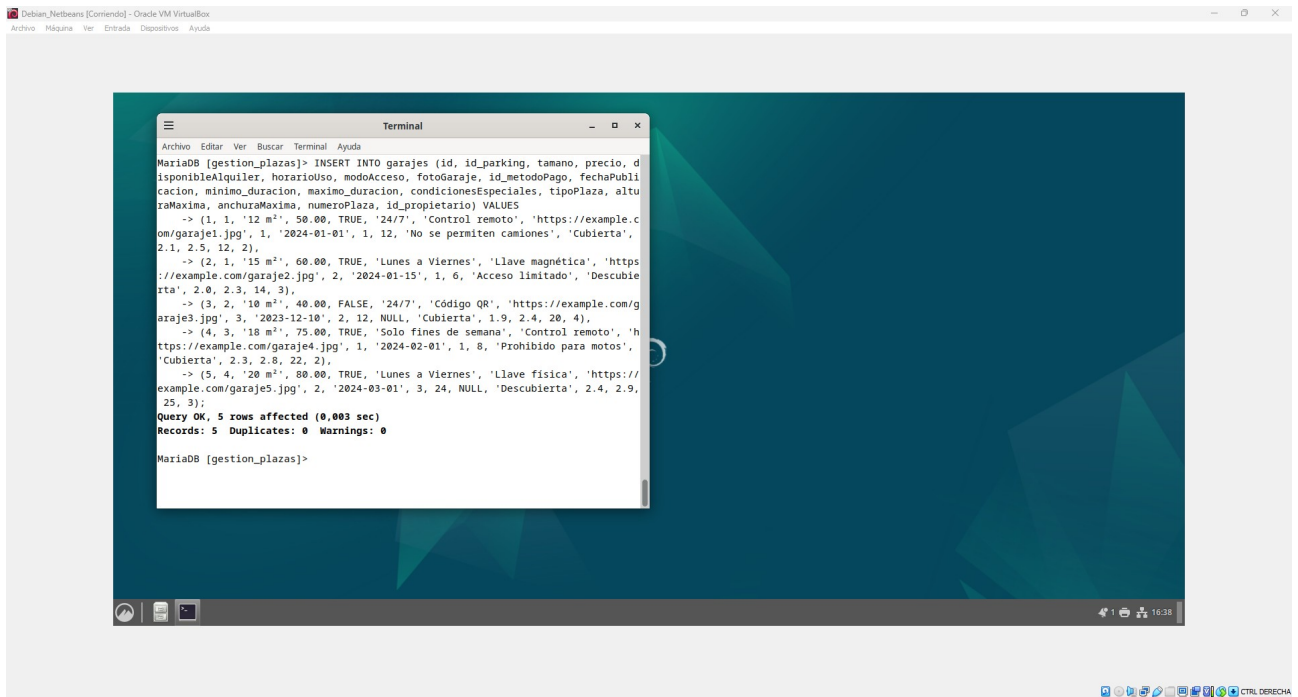 Debian_Netbeans [Corriendo] - Oracle VM VirtualBox
Archivo Máquina Ver Entrada Dispositivos Ayuda
Terminal
Archivo Editar Ver Buscar Terminal Ayuda
MariaDB [gestion_plazas]> INSERT INTO garajes (id, id_parking, tamano, precio, d
isponibleAlquiler, horarioUso, modoAcceso, fotoGaraje, id_metodoPago, fechaPubli
cacion, minimo_duracion, maximo_duracion, condicionesEspeciales, tipoPlaza, altu
raMaxima, anchuraMaxima, numeroPlaza, id_propietario) VALUES
-> (1, 1, '12 m²', 50.00, TRUE, '24/7', 'Control remoto', 'https://example.c
om/garaje1.jpg', 1, '2024-01-01', 1, 12, 'No se permiten camiones', 'Cubierta',
2.1, 2.5, 12, 2),
-> (2, 1, '15 m²', 60.00, TRUE, 'Lunes a Viernes', 'Llave magnética', 'https
://example.com/garaje2.jpg', 2, '2024-01-15', 1, 6, 'Acceso limitado', 'Descubie
rta', 2.0, 2.3, 14, 3),
-> (3, 2, '10 m²', 40.00, FALSE, '24/7', 'Código QR', 'https://example.com/g
araje3.jpg', 3, '2023-12-10', 2, 12, NULL, 'Cubierta', 1.9, 2.4, 20, 4),
-> (4, 3, '18 m²', 75.00, TRUE, 'Solo fines de semana', 'Control remoto', 'h
ttps://example.com/garaje4.jpg', 1, '2024-02-01', 1, 8, 'Prohibido para motos',
'Cubierta', 2.3, 2.8, 22, 2),
-> (5, 4, '20 m²', 80.00, TRUE, 'Lunes a Viernes', 'Llave física', 'https://
example.com/garaje5.jpg', 2, '2024-03-01', 3, 24, NULL, 'Descubierta', 2.4, 2.9,
25, 3);
Query OK, 5 rows affected (0,003 sec)
Records: 5 Duplicates: 0 Warnings: 0
MariaDB [gestion_plazas]>
1 16:38
CTRL DERECHA